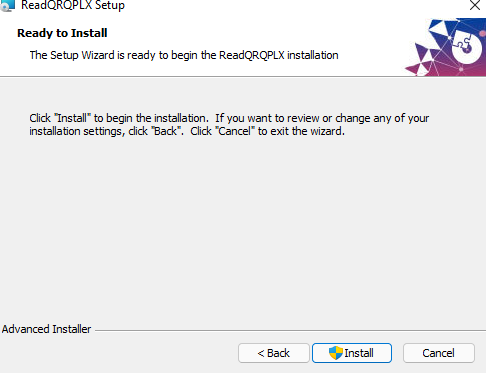 ReadQRQPLX Setup
Ready to Install
The Setup Wizard is ready to begin the ReadQRQPLX installation
Click "Install" to begin the installation.  If you want to review or change any of your
installation settings, click "Back".  Click "Cancel" to exit the wizard.
Advanced Installer
< Back
Install
Cancel